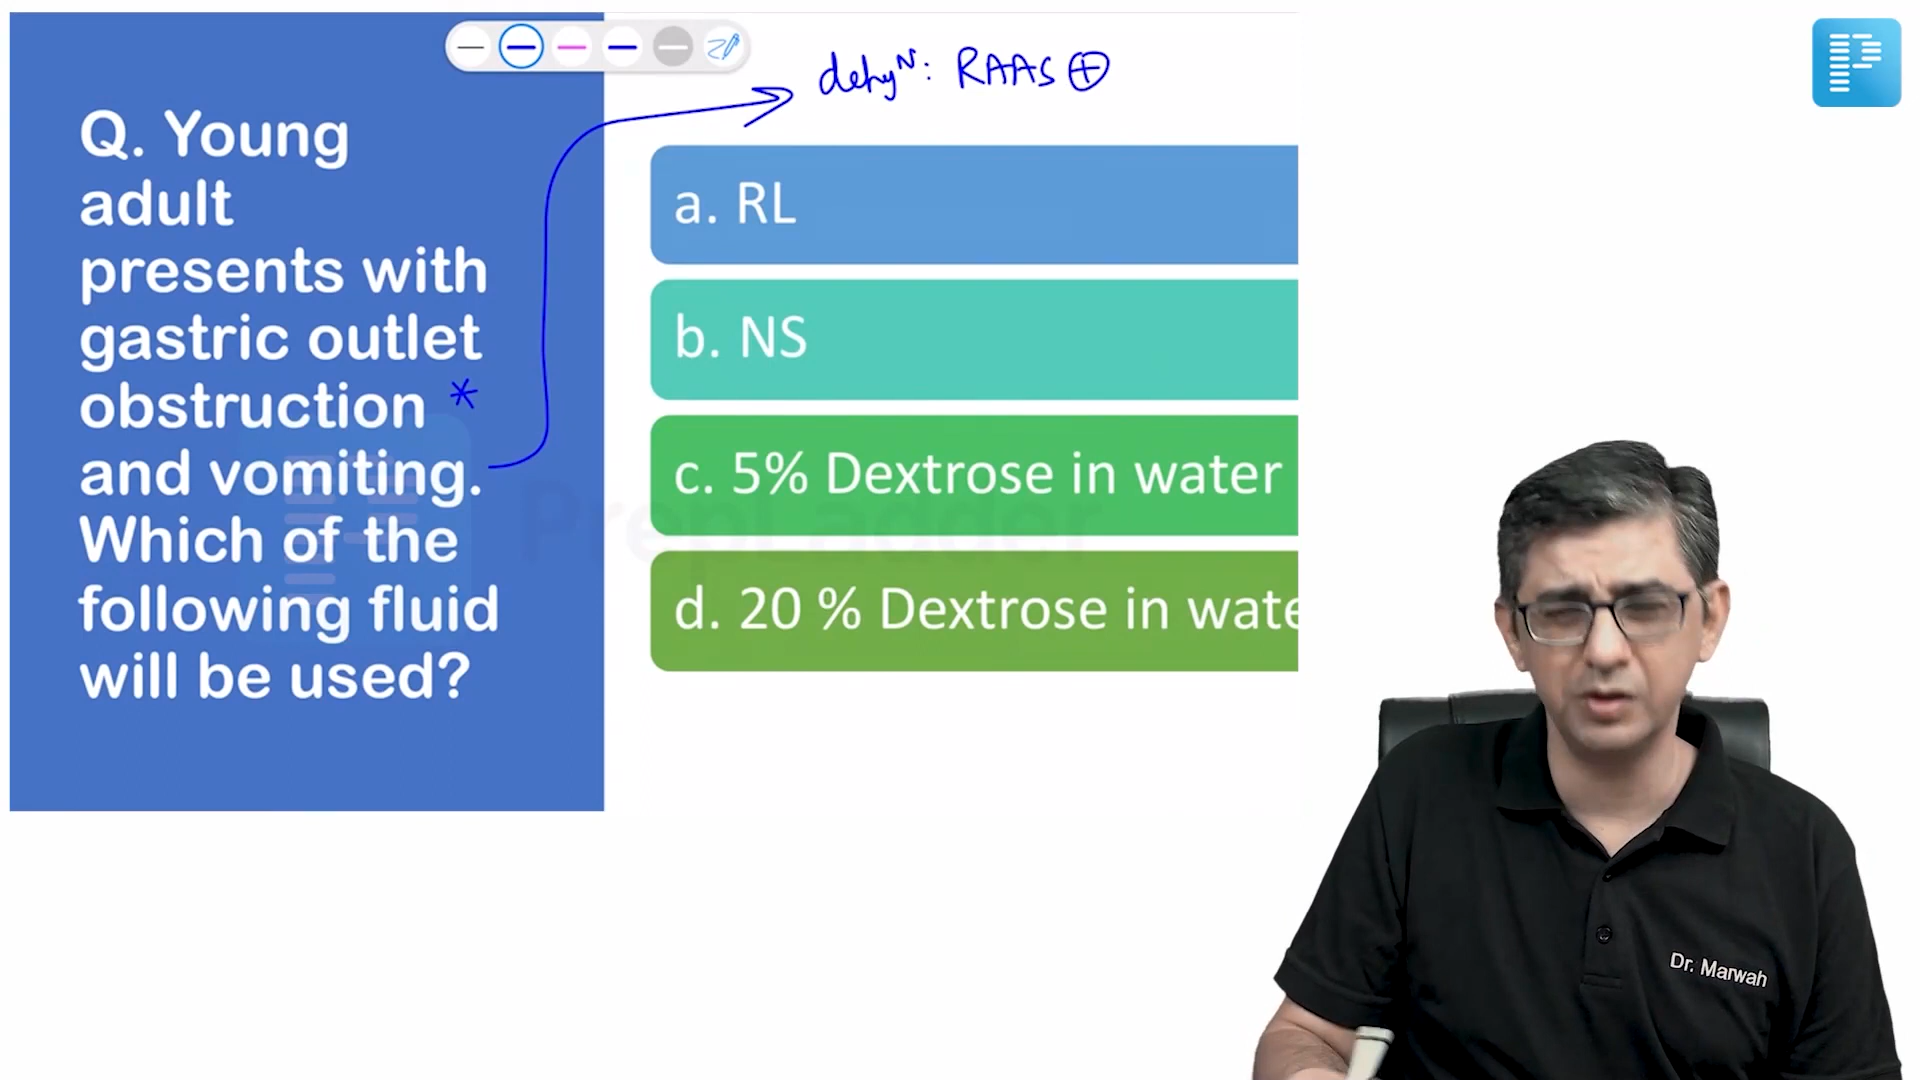 dehyᴺ: RAAS ⊕
Q. Young
adult
presents with
gastric outlet
obstruction *
and vomiting.
Which of the
following fluid
will be used?
a. RL
b. NS
c. 5% Dextrose in water
d. 20 % Dextrose in wate
PrepLadder
Dr. Marwah